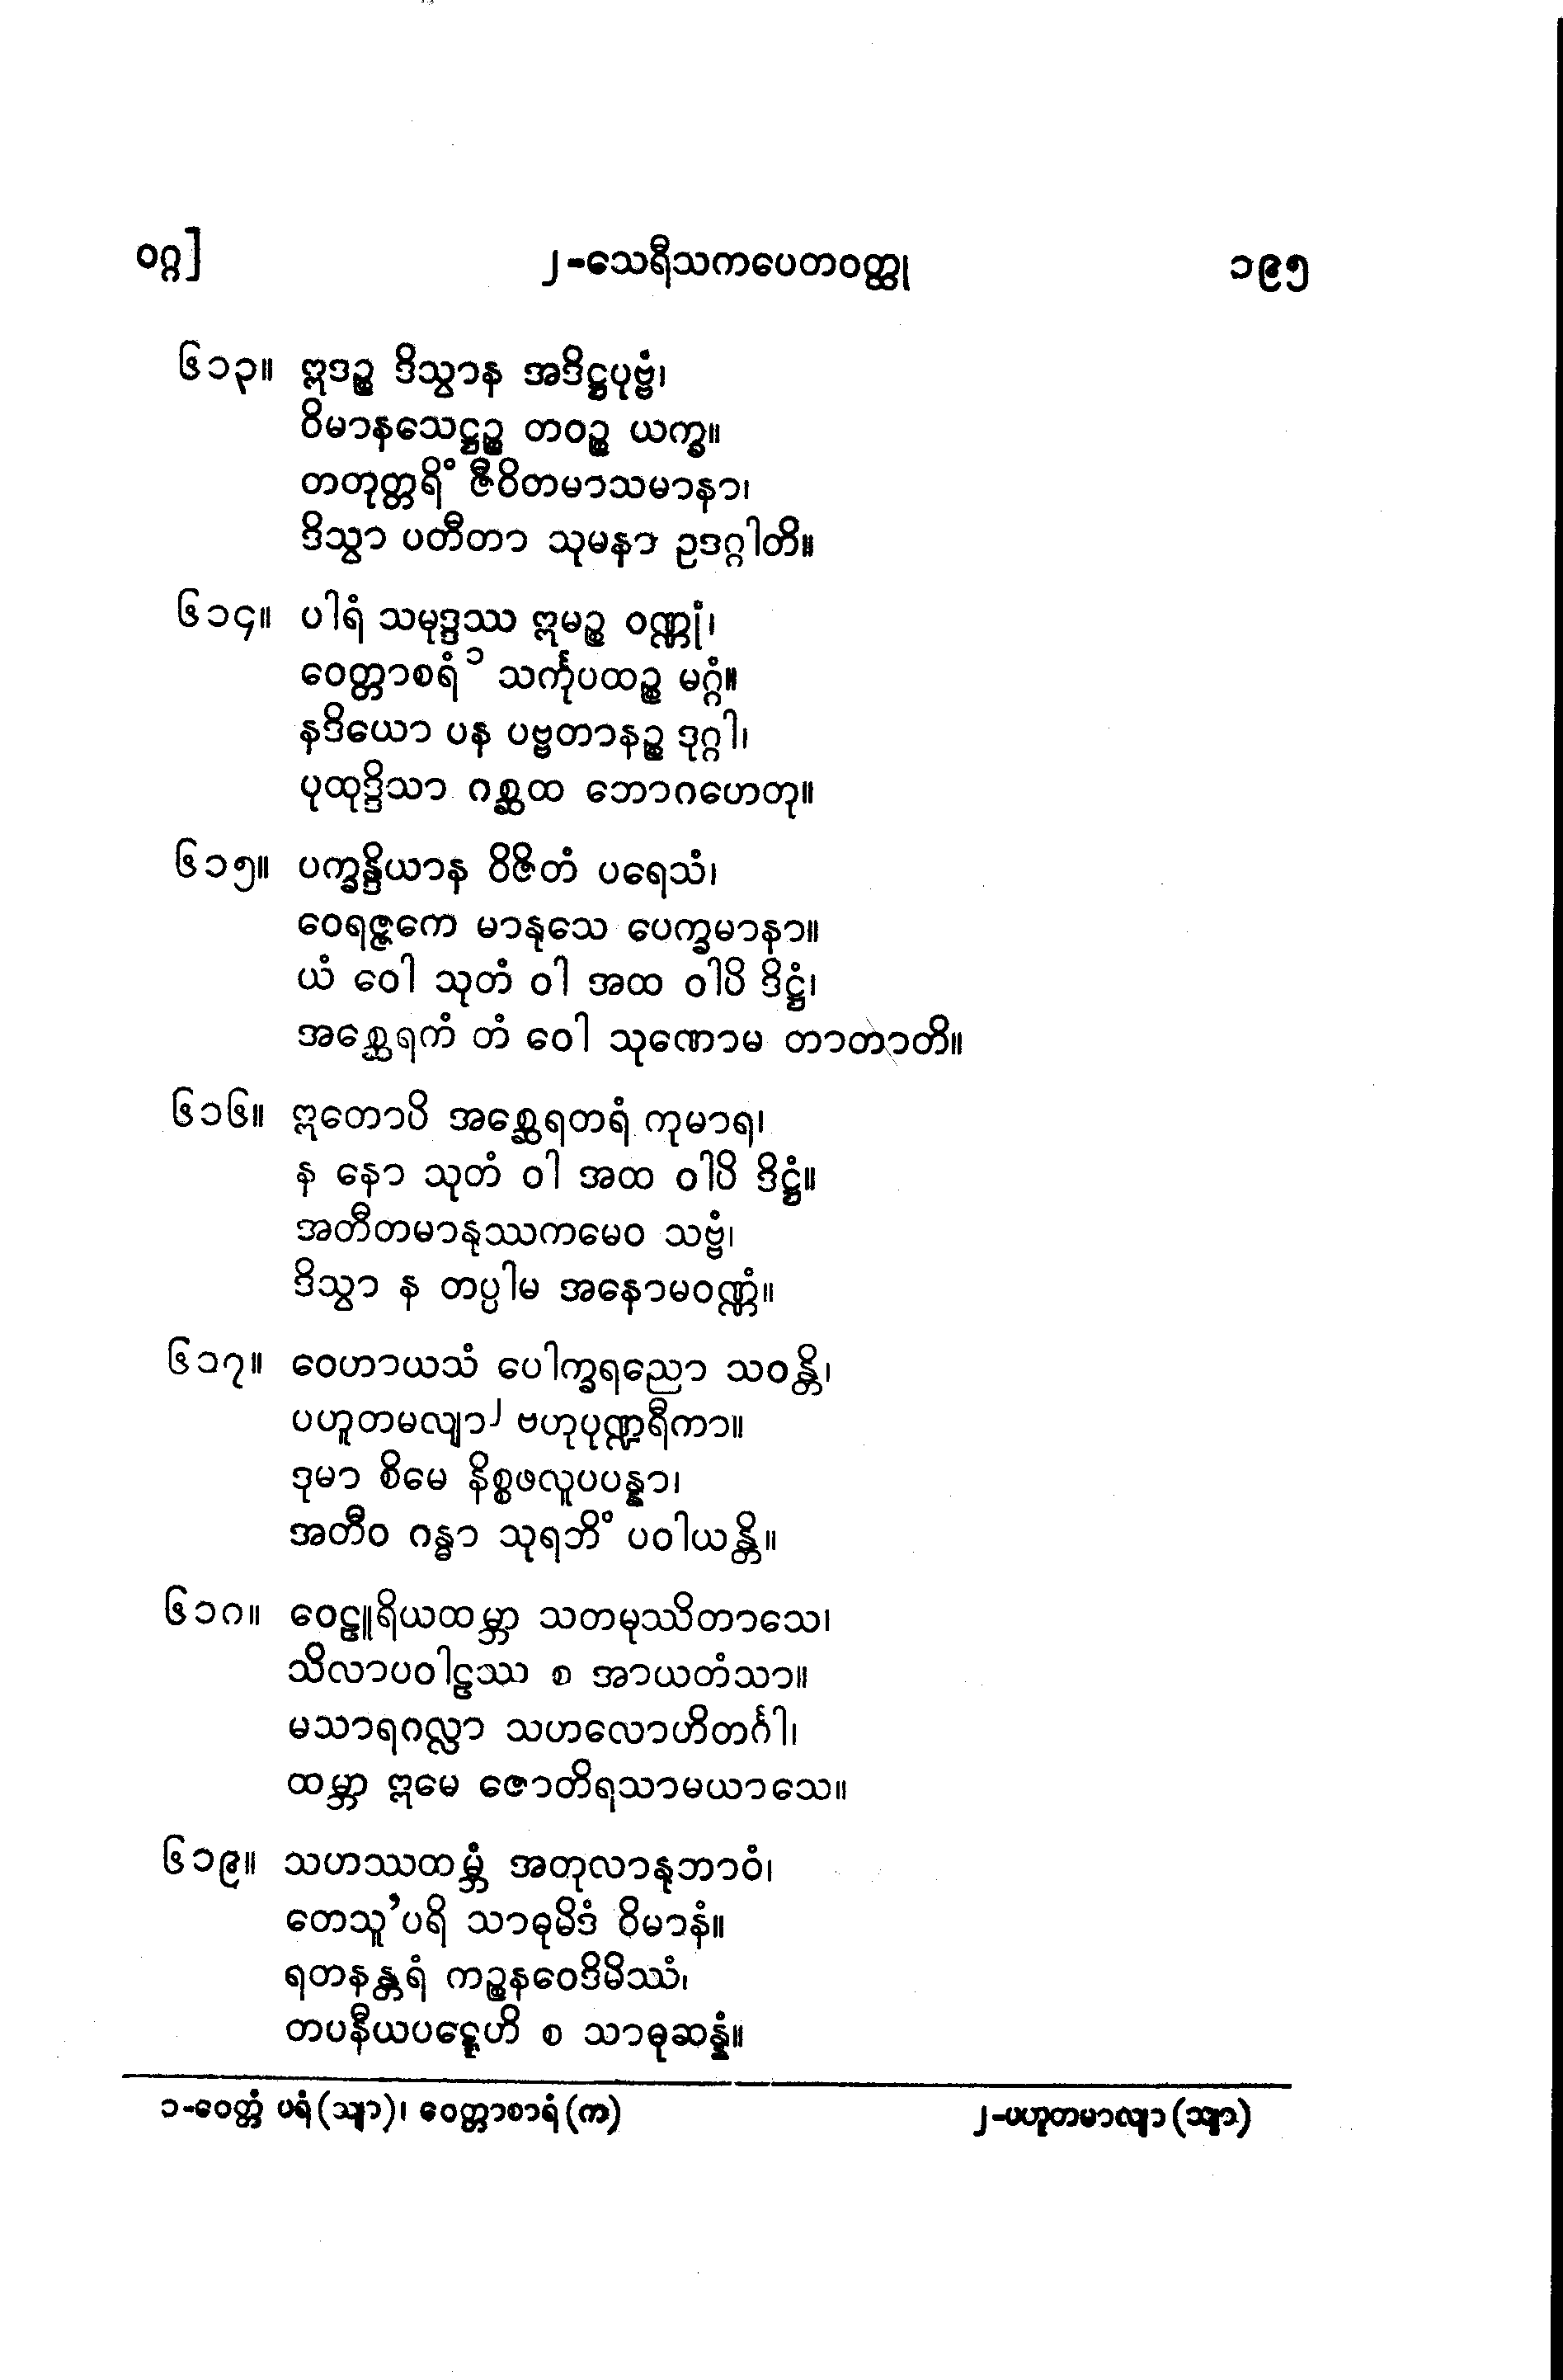 ဝဂ္ဂ]
၂-သေရီသကပေတဝတ္ထု
၁၉၅
၆၁၃။ ဣဒဉ္စ ဒိသွာန အဒိဋ္ဌပုဗ္ဗံ၊
ဝိမာနသေဋ္ဌဉ္စ တဝဉ္စ ယက္ခ။
တတုတ္တရိံ ဇီဝိတမာသမာနာ၊
ဒိသွာ ပတီတာ သုမနာ ဥဒဂ္ဂါတိ။
၆၁၄။ ပါရံ သမုဒ္ဒဿ ဣမဉ္စ ဝဏ္ဏုံ၊
ဝေတ္တာစရံ ၁ သင်္ကုပထဉ္စ မဂ္ဂံ။
နဒိယော ပန ပဗ္ဗတာနဉ္စ ဒုဂ္ဂါ၊
ပုထုဒ္ဒိသာ ဂစ္ဆထ ဘောဂဟေတု။
၆၁၅။ ပက္ခန္ဒိယာန ဝိဇိတံ ပရေသံ၊
ဝေရဇ္ဇကေ မာနုသေ ပေက္ခမာနာ။
ယံ ဝေါ သုတံ ဝါ အထ ဝါပိ ဒိဋ္ဌံ၊
အစ္ဆေရကံ တံ ဝေါ သုဏောမ တာတာတိ။
၆၁၆။ ဣတောပိ အစ္ဆေရတရံ ကုမာရ၊
န နော သုတံ ဝါ အထ ဝါပိ ဒိဋ္ဌံ။
အတီတမာနုဿကမေဝ သဗ္ဗံ၊
ဒိသွာ န တပ္ပါမ အနောမဝဏ္ဏံ။
၆၁၇။ ဝေဟာယသံ ပေါက္ခရညော သဝန္တိ၊
ပဟူတမလျာ ၂ ဗဟုပုဏ္ဍရီကာ။
ဒုမာ စိမေ နိစ္စဖလူပပန္နာ၊
အတီဝ ဂန္ဓာ သုရဘိံ ပဝါယန္တိ။
၆၁၈။ ဝေဠူရိယထမ္ဘာ သတမုဿိတာသေ၊
သိလာပဝါဠဿ စ အာယတံသာ။
မသာရဂလ္လာ သဟလောဟိတင်္ဂါ၊
ထမ္ဘာ ဣမေ ဇောတိရသာမယာသေ။
၆၁၉။ သဟဿထမ္ဘံ အတုလာနုဘာဝံ၊
တေသူ’ပရိ သာဓုမိဒံ ဝိမာနံ။
ရတနန္တရံ ကဉ္စနဝေဒိမိဿံ၊
တပနီယပဋ္ဋေဟိ စ သာဓုဆန္နံ။
၁-ဝေတ္တံ ပရံ(သျာ)၊ ဝေတ္တာစာရံ(က)
၂-ပဟုတမာလျာ(သျာ)